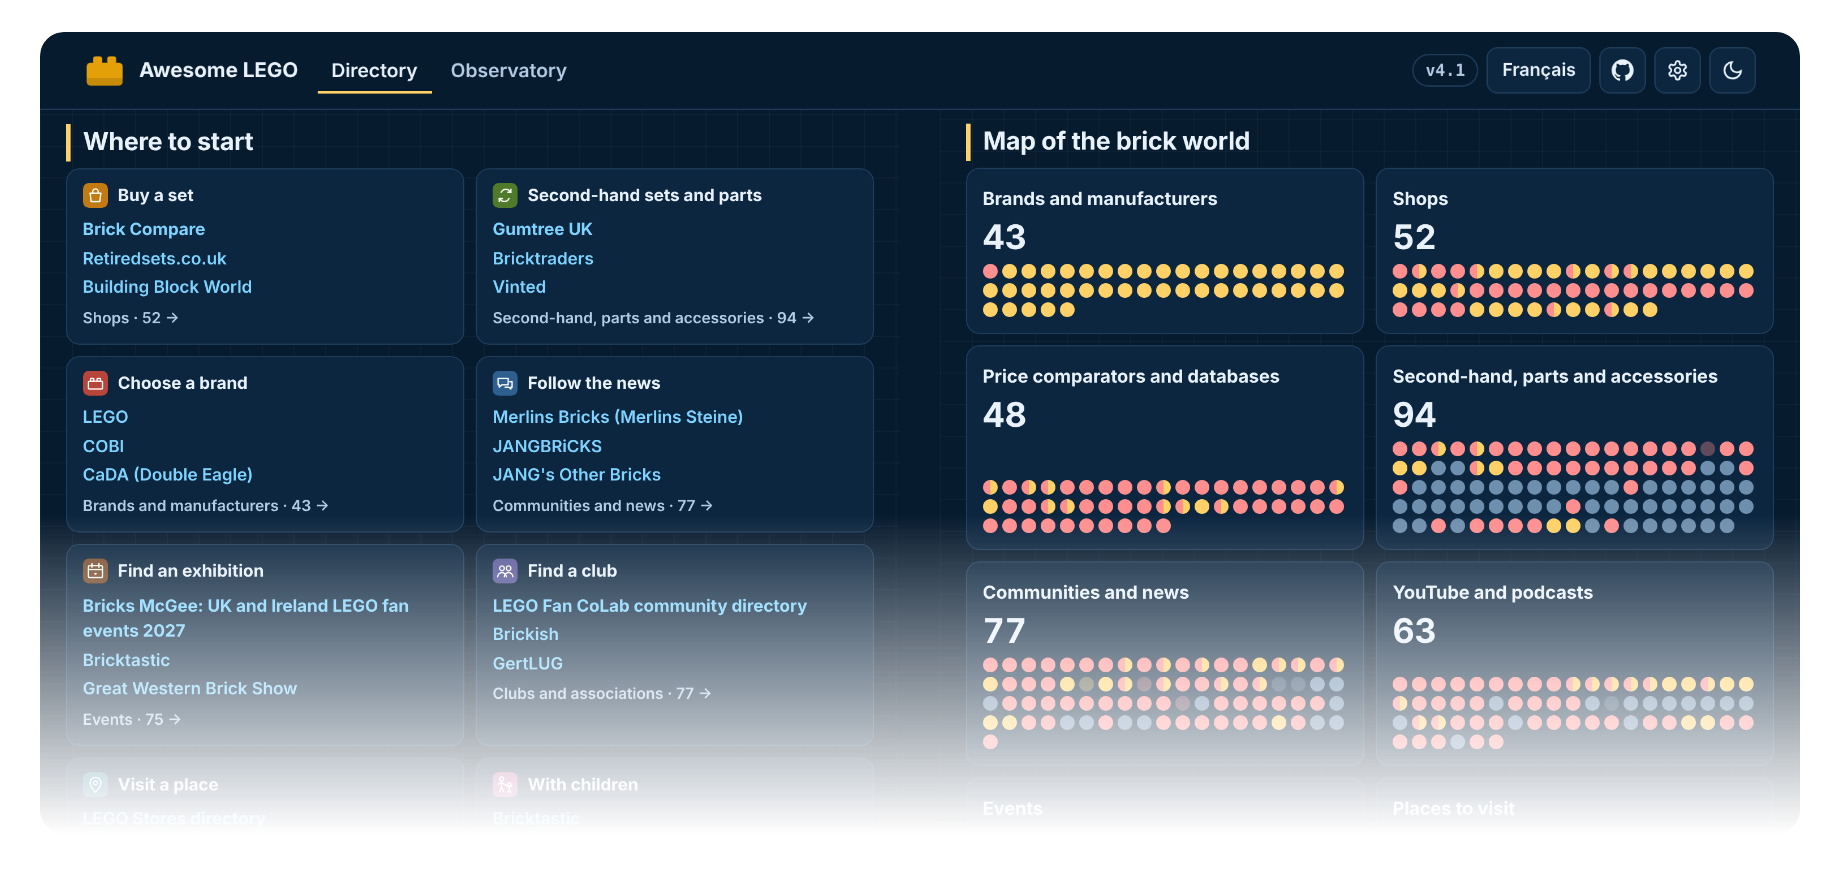 Awesome LEGO
Directory
Observatory
v4.1
Français
Where to start
Buy a set
Brick Compare
Retiredsets.co.uk
Building Block World
Shops · 52 →
Second-hand sets and parts
Gumtree UK
Bricktraders
Vinted
Second-hand, parts and accessories · 94 →
Choose a brand
LEGO
COBI
CaDA (Double Eagle)
Brands and manufacturers · 43 →
Follow the news
Merlins Bricks (Merlins Steine)
JANGBRiCKS
JANG's Other Bricks
Communities and news · 77 →
Find an exhibition
Bricks McGee: UK and Ireland LEGO fan
events 2027
Bricktastic
Great Western Brick Show
Events · 75 →
Find a club
LEGO Fan CoLab community directory
Brickish
GertLUG
Clubs and associations · 77 →
Visit a place
LEGO Stores directory
With children
Bricktastic
Map of the brick world
Brands and manufacturers
43
Shops
52
Price comparators and databases
48
Second-hand, parts and accessories
94
Communities and news
77
YouTube and podcasts
63
Events
Places to visit